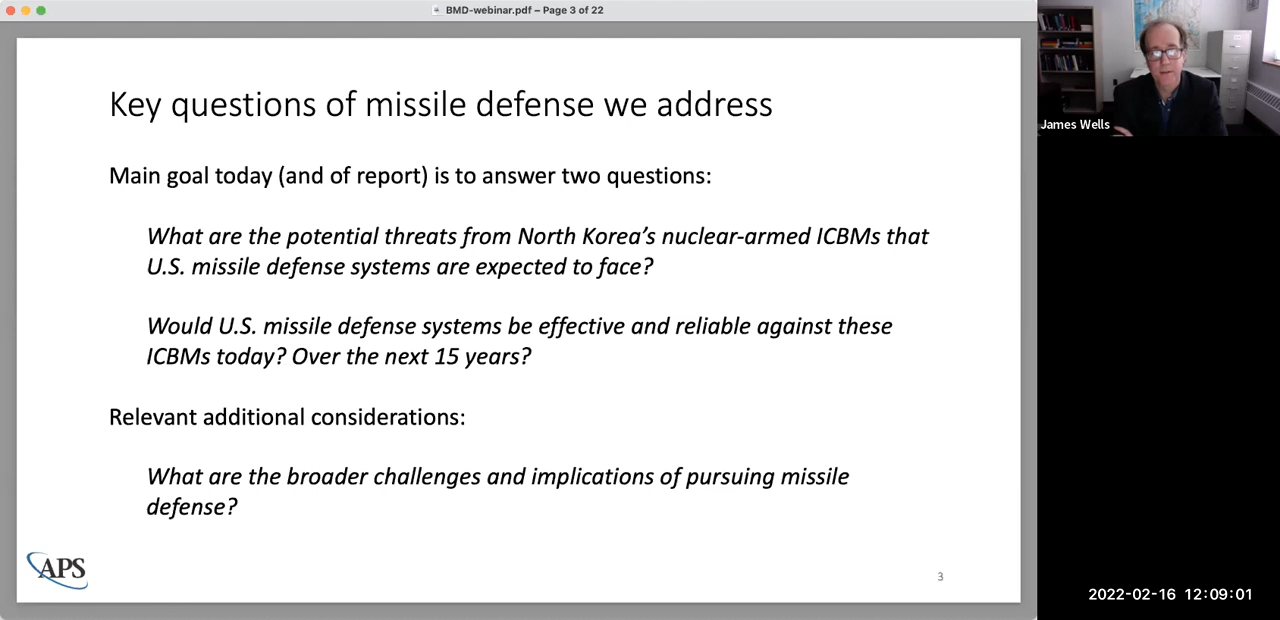 BMD-webinar.pdf – Page 3 of 22
Key questions of missile defense we address
Main goal today (and of report) is to answer two questions:
What are the potential threats from North Korea’s nuclear-armed ICBMs that
U.S. missile defense systems are expected to face?
Would U.S. missile defense systems be effective and reliable against these
ICBMs today? Over the next 15 years?
Relevant additional considerations:
What are the broader challenges and implications of pursuing missile
defense?
APS
3
James Wells
2022-02-16 12:09:01